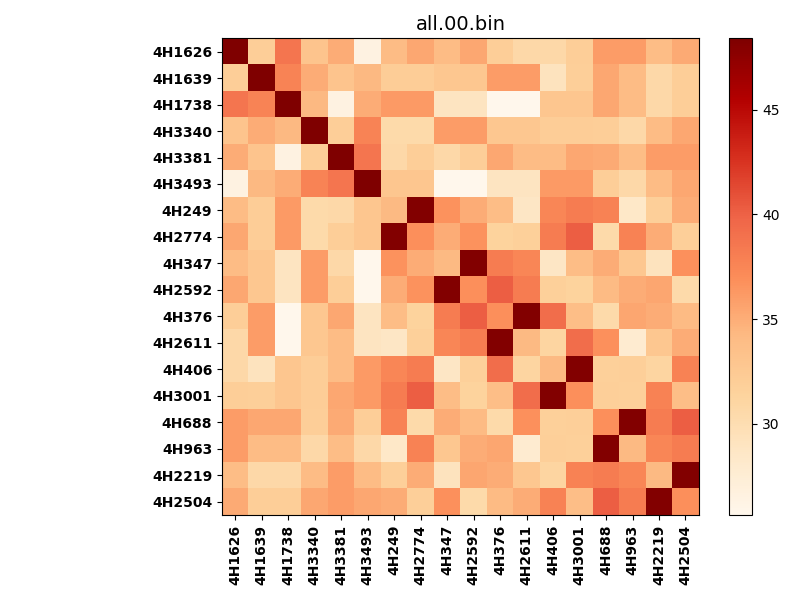 all.00.bin
4H1626
4H1639
4H1738
4H3340
4H3381
4H3493
4H249
4H2774
4H347
4H2592
4H376
4H2611
4H406
4H3001
4H688
4H963
4H2219
4H2504
45
40
35
30
4H1626
4H1639
4H1738
4H3340
4H3381
4H3493
4H249
4H2774
4H347
4H2592
4H376
4H2611
4H406
4H3001
4H688
4H963
4H2219
4H2504